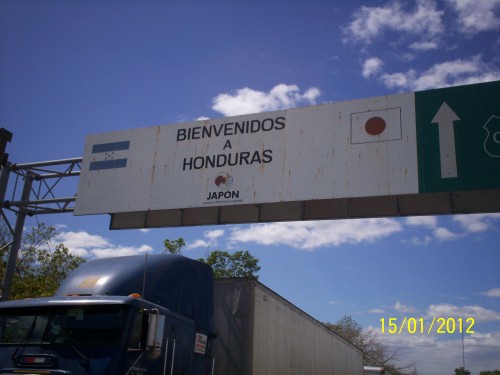 BIENVENIDOS
A
HONDURAS
JAPON
15/01/2012